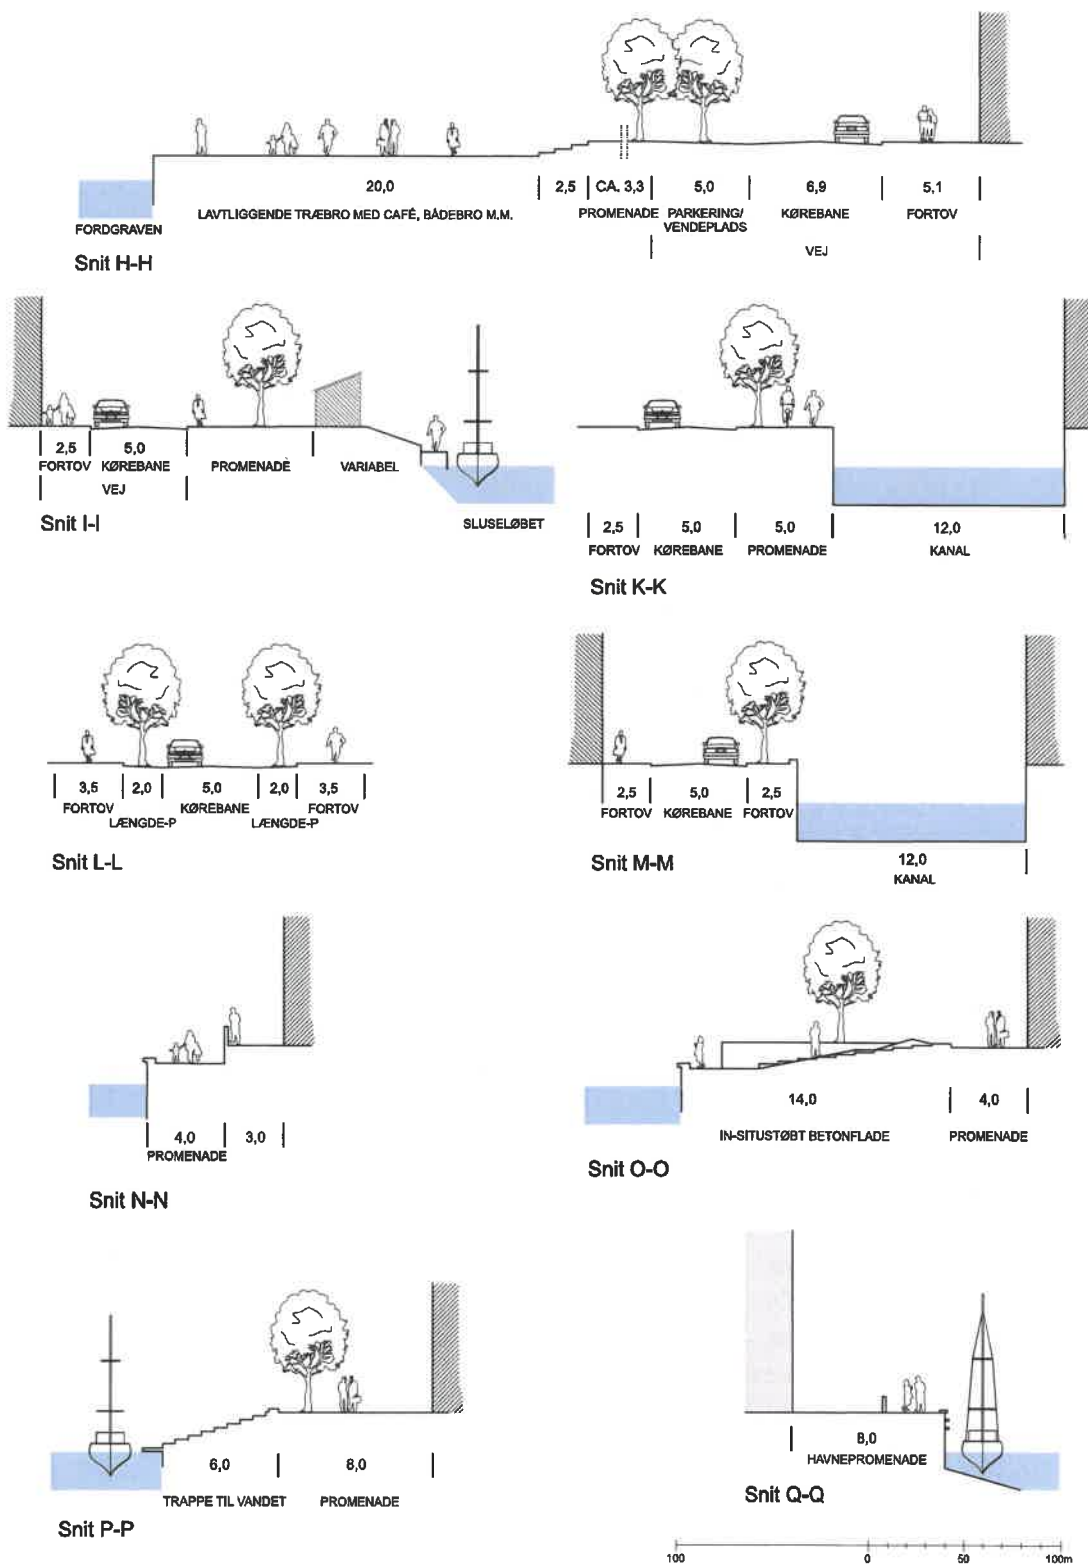 20,0 2,5 CA. 3,3 5,0 6,9 5,1
LAVTLIGGENDE TRÆBRO MED CAFÉ, BÅDEBRO M.M. PROMENADE PARKERING/ KØREBANE FORTOV
FORDGRAVEN VENDEPLADS
VEJ
Snit H-H
2,5 5,0
FORTOV KØREBANE PROMENADE VARIABEL
VEJ
SLUSELØBET
Snit I-I
2,5 5,0 5,0 12,0
FORTOV KØREBANE PROMENADE KANAL
Snit K-K
3,5 2,0 5,0 2,0 3,5
FORTOV KØREBANE FORTOV
LÆNGDE-P LÆNGDE-P
Snit L-L
2,5 5,0 2,5
FORTOV KØREBANE FORTOV
12,0
KANAL
Snit M-M
4,0 3,0
PROMENADE
Snit N-N
14,0 4,0
IN-SITUSTØBT BETONFLADE PROMENADE
Snit O-O
6,0 8,0
TRAPPE TIL VANDET PROMENADE
Snit P-P
8,0
HAVNEPROMENADE
Snit Q-Q
100 0 50 100m